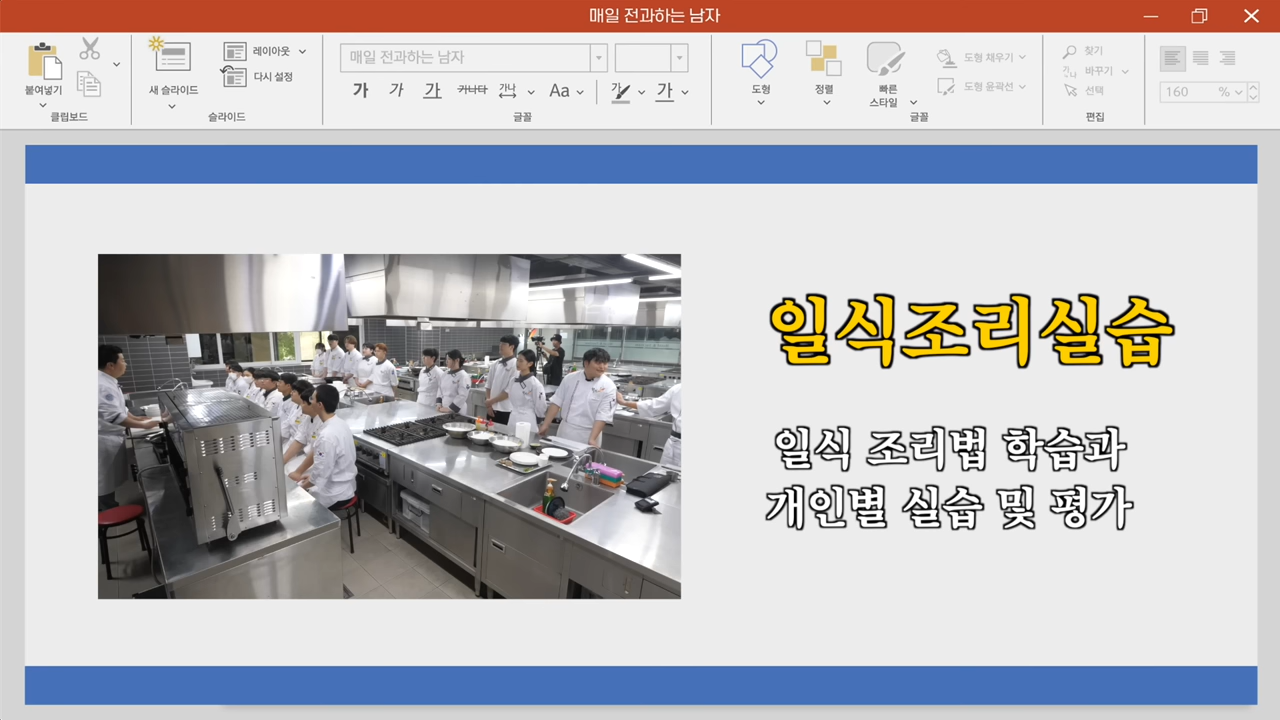 매일 전과하는 남자
붙여넣기
클립보드
새 슬라이드
레이아웃
다시 설정
슬라이드
매일 전과하는 남자
가 가 가 가나다 가나 Aa 가 가
글꼴
도형
정렬
빠른
스타일
도형 채우기
도형 윤곽선
글꼴
찾기
바꾸기
선택
편집
160 %
일식조리실습
일식 조리법 학습과
개인별 실습 및 평가